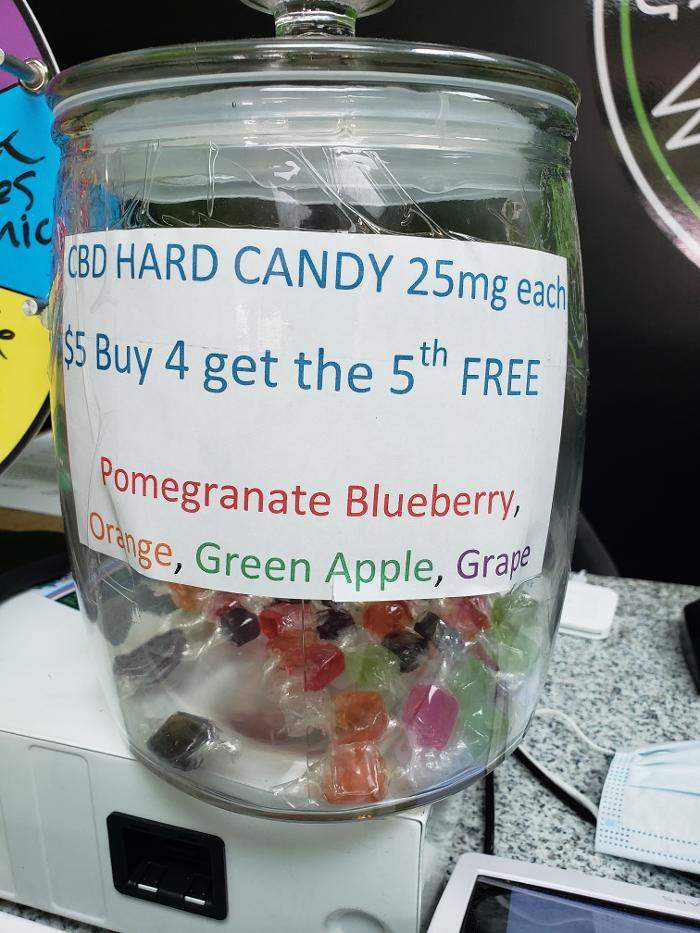 CBD HARD CANDY 25mg each
$5 Buy 4 get the 5th FREE
Pomegranate Blueberry,
Orange, Green Apple, Grape